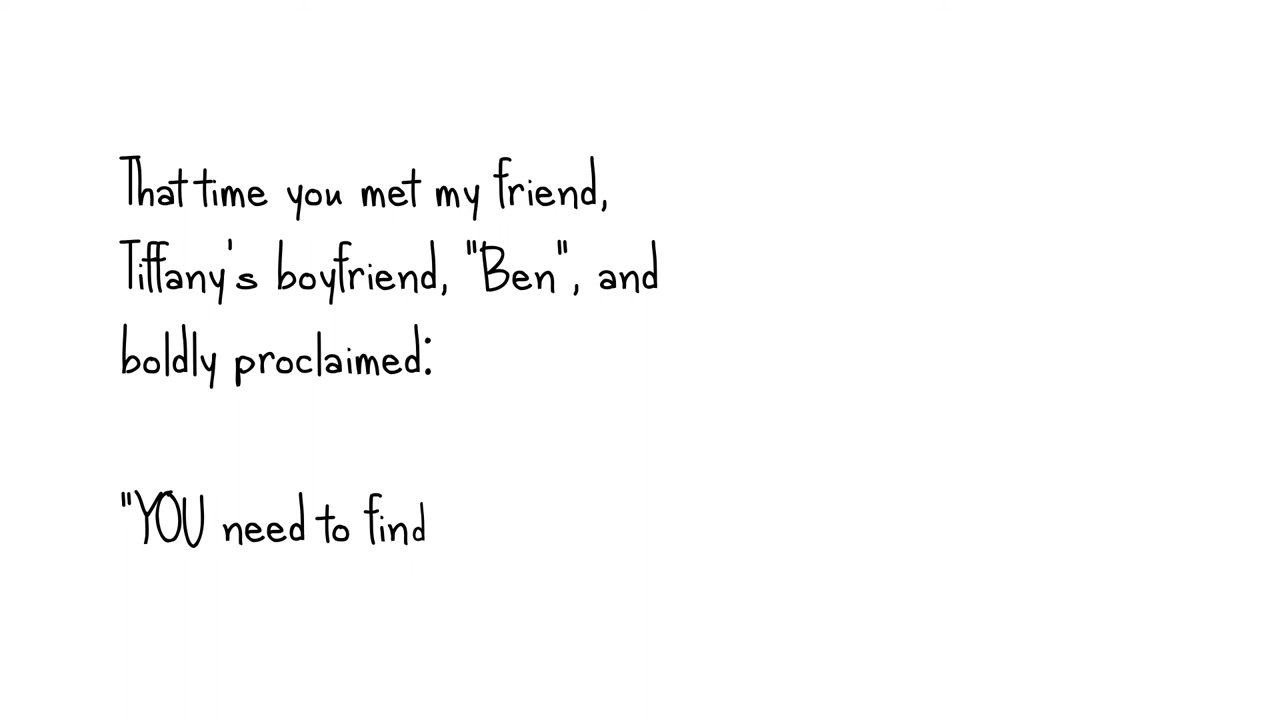 That time you met my friend,
Tiffany's boyfriend, "Ben", and
boldly proclaimed:
"YOU need to find